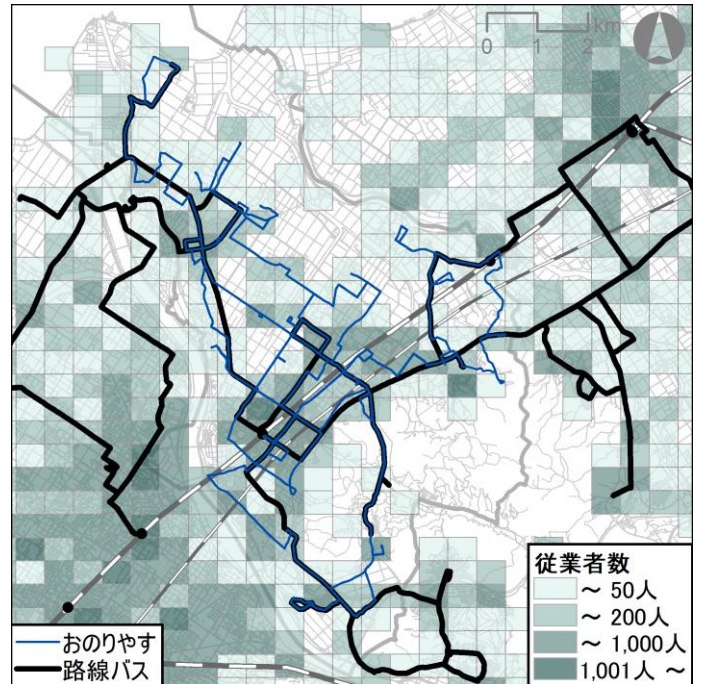 km
0 1 2
従業者数
～ 50人
～ 200人
～ 1,000人
1,001人 ～
おのりやす
路線バス